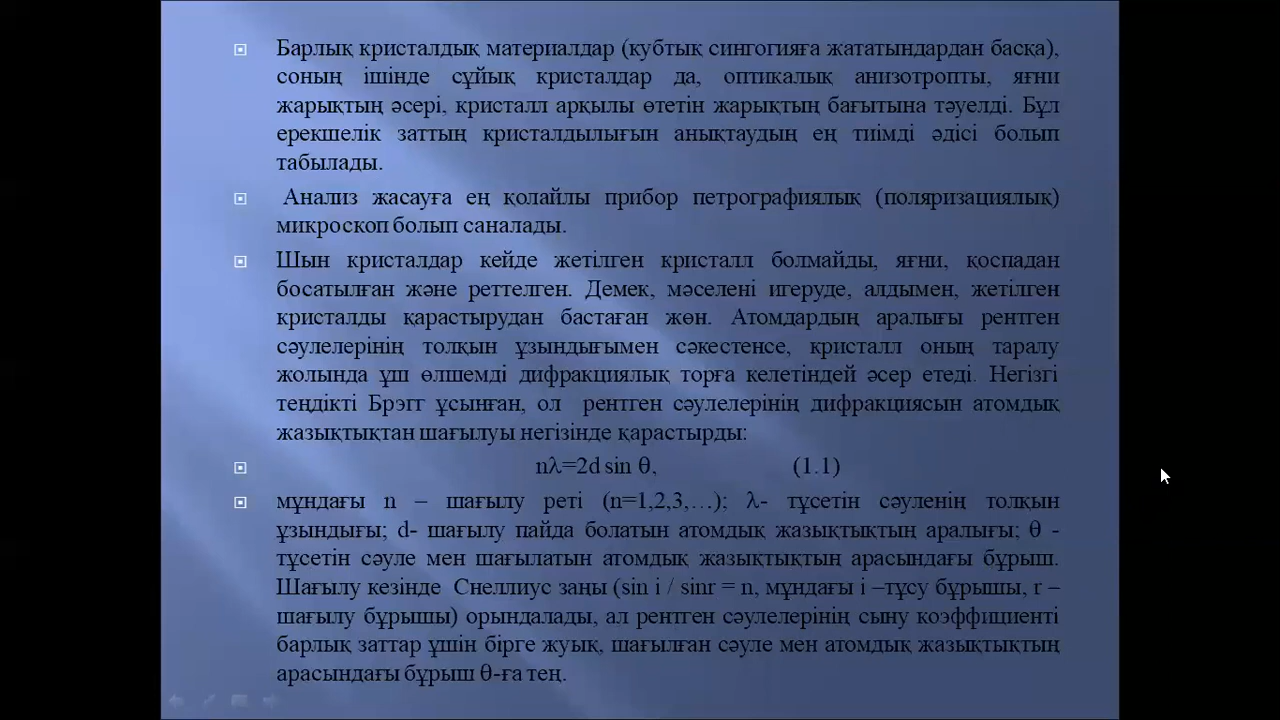 Барлық кристалдық материалдар (кубтық сингогияға жататындардан басқа),
соның ішінде сұйық кристалдар да, оптикалық анизотропты, яғни
жарықтың әсері, кристалл арқылы өтетін жарықтың бағытына тәуелді. Бұл
ерекшелік заттың кристалдылығын анықтаудың ең тиімді әдісі болып
табылады.
Анализ жасауға ең қолайлы прибор петрографиялық (поляризациялық)
микроскоп болып саналады.
Шын кристалдар кейде жетілген кристалл болмайды, яғни, қоспадан
босатылған және реттелген. Демек, мәселені игеруде, алдымен, жетілген
кристалды қарастырудан бастаған жөн. Атомдардың аралығы рентген
сәулелерінің толқын ұзындығымен сәкестенсе, кристалл оның таралу
жолында үш өлшемді дифракциялық торға келетіндей әсер етеді. Негізгі
теңдікті Брэгг ұсынған, ол рентген сәулелерінің дифракциясын атомдық
жазықтықтан шағылуы негізінде қарастырды:
nλ=2d sin θ, (1.1)
мұндағы n – шағылу реті (n=1,2,3,…); λ- түсетін сәуленің толқын
ұзындығы; d- шағылу пайда болатын атомдық жазықтықтың аралығы; θ -
түсетін сәуле мен шағылатын атомдық жазықтықтың арасындағы бұрыш.
Шағылу кезінде Снеллиус заңы (sin i / sinr = n, мұндағы i –түсу бұрышы, r –
шағылу бұрышы) орындалады, ал рентген сәулелерінің сыну коэффициенті
барлық заттар үшін бірге жуық, шағылған сәуле мен атомдық жазықтықтың
арасындағы бұрыш θ-ға тең.